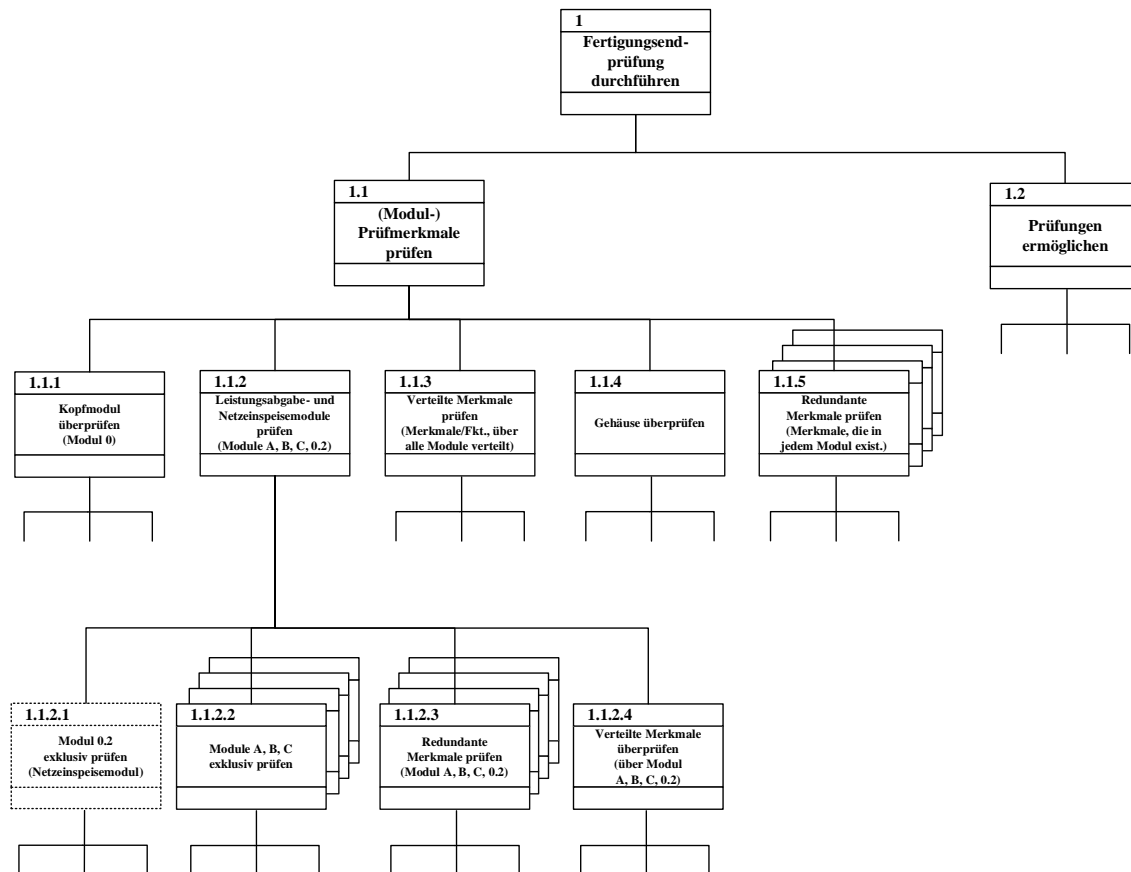 1
Fertigungsend-
prüfung
durchführen
1.1
(Modul-)
Prüfmerkmale
prüfen
1.2
Prüfungen
ermöglichen
1.1.1
Kopfmodul
überprüfen
(Modul 0)
1.1.2
Leistungsabgabe- und
Netzeinspeisemodule
prüfen
(Module A, B, C, 0.2)
1.1.3
Verteilte Merkmale
prüfen
(Merkmale/Fkt., über
alle Module verteilt)
1.1.4
Gehäuse überprüfen
1.1.5
Redundante
Merkmale prüfen
(Merkmale, die in
jedem Modul exist.)
1.1.2.1
Modul 0.2
exklusiv prüfen
(Netzeinspeisemodul)
1.1.2.2
Module A, B, C
exklusiv prüfen
1.1.2.3
Redundante
Merkmale prüfen
(Modul A, B, C, 0.2)
1.1.2.4
Verteilte Merkmale
überprüfen
(über Modul
A, B, C, 0.2)